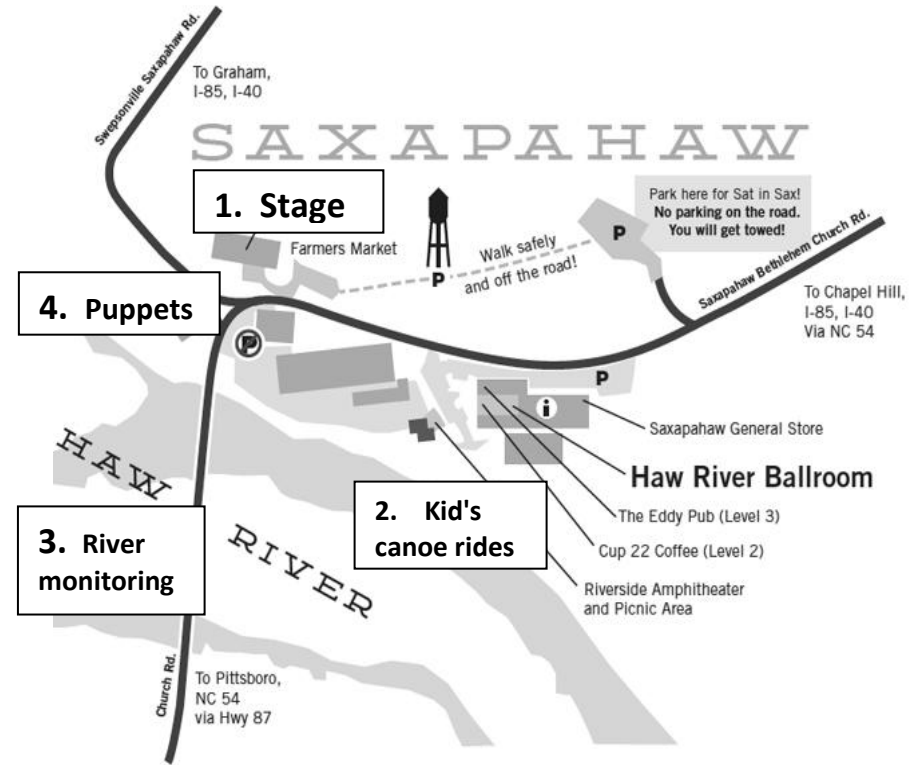 Swepsonville Saxapahaw Rd.
To Graham,
I-85, I-40
SAXAPAHAW
1. Stage
Farmers Market
P
Walk safely
and off the road!
P
Park here for Sat in Sax!
No parking on the road.
You will get towed!
Saxapahaw Bethlehem Church Rd.
To Chapel Hill,
I-85, I-40
Via NC 54
4. Puppets
P
P
i
Saxapahaw General Store
Haw River Ballroom
The Eddy Pub (Level 3)
Cup 22 Coffee (Level 2)
Riverside Amphitheater
and Picnic Area
2. Kid's
canoe rides
HAW
RIVER
3. River
monitoring
Church Rd.
To Pittsboro,
NC 54
via Hwy 87